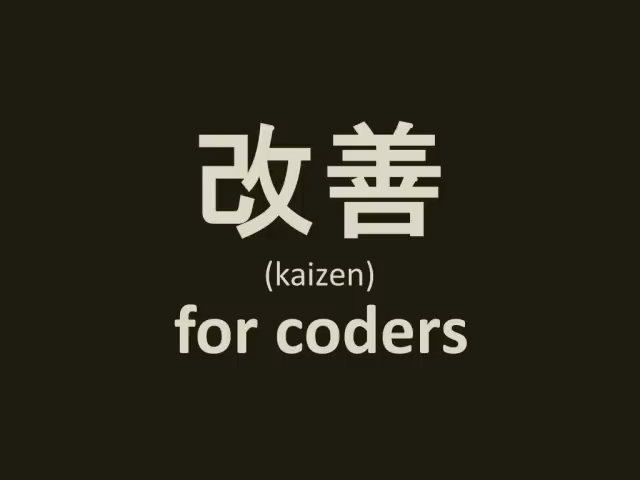 改善
(kaizen)
for coders